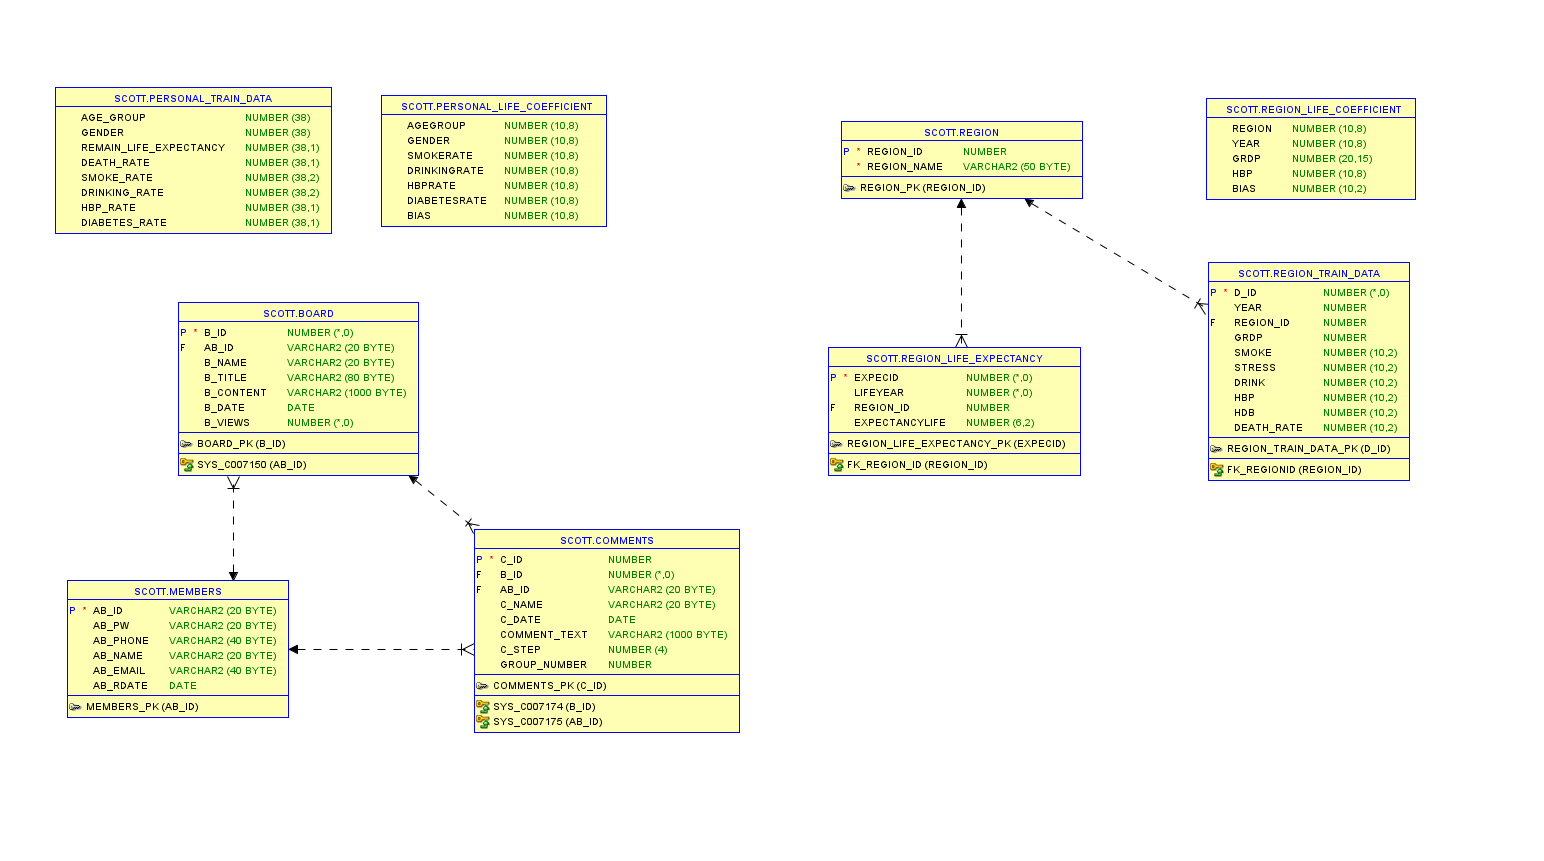 SCOTT.PERSONAL_TRAIN_DATA
AGE_GROUP NUMBER (38)
GENDER NUMBER (38)
REMAIN_LIFE_EXPECTANCY NUMBER (38,1)
DEATH_RATE NUMBER (38,1)
SMOKE_RATE NUMBER (38,2)
DRINKING_RATE NUMBER (38,2)
HBP_RATE NUMBER (38,1)
DIABETES_RATE NUMBER (38,1)
SCOTT.PERSONAL_LIFE_COEFFICIENT
AGEGROUP NUMBER (10,8)
GENDER NUMBER (10,8)
SMOKERATE NUMBER (10,8)
DRINKINGRATE NUMBER (10,8)
HBPRATE NUMBER (10,8)
DIABETESRATE NUMBER (10,8)
BIAS NUMBER (10,8)
SCOTT.REGION
P * REGION_ID NUMBER
* REGION_NAME VARCHAR2 (50 BYTE)
REGION_PK (REGION_ID)
SCOTT.REGION_LIFE_COEFFICIENT
REGION NUMBER (10,8)
YEAR NUMBER (10,8)
GRDP NUMBER (20,15)
HBP NUMBER (10,8)
BIAS NUMBER (10,2)
SCOTT.REGION_TRAIN_DATA
P * D_ID NUMBER (*,0)
YEAR NUMBER
F REGION_ID NUMBER
GRDP NUMBER
SMOKE NUMBER (10,2)
STRESS NUMBER (10,2)
DRINK NUMBER (10,2)
HBP NUMBER (10,2)
HDB NUMBER (10,2)
DEATH_RATE NUMBER (10,2)
REGION_TRAIN_DATA_PK (D_ID)
FK_REGIONID (REGION_ID)
SCOTT.BOARD
P * B_ID NUMBER (*,0)
F AB_ID VARCHAR2 (20 BYTE)
B_NAME VARCHAR2 (20 BYTE)
B_TITLE VARCHAR2 (80 BYTE)
B_CONTENT VARCHAR2 (1000 BYTE)
B_DATE DATE
B_VIEWS NUMBER (*,0)
BOARD_PK (B_ID)
SYS_C007150 (AB_ID)
SCOTT.REGION_LIFE_EXPECTANCY
P * EXPECID NUMBER (*,0)
LIFEYEAR NUMBER (*,0)
F REGION_ID NUMBER
EXPECTANCYLIFE NUMBER (6,2)
REGION_LIFE_EXPECTANCY_PK (EXPECID)
FK_REGION_ID (REGION_ID)
SCOTT.COMMENTS
P * C_ID NUMBER
F B_ID NUMBER (*,0)
F AB_ID VARCHAR2 (20 BYTE)
C_NAME VARCHAR2 (20 BYTE)
C_DATE DATE
COMMENT_TEXT VARCHAR2 (1000 BYTE)
C_STEP NUMBER (4)
GROUP_NUMBER NUMBER
COMMENTS_PK (C_ID)
SYS_C007174 (B_ID)
SYS_C007175 (AB_ID)
SCOTT.MEMBERS
P * AB_ID VARCHAR2 (20 BYTE)
AB_PW VARCHAR2 (20 BYTE)
AB_PHONE VARCHAR2 (40 BYTE)
AB_NAME VARCHAR2 (20 BYTE)
AB_EMAIL VARCHAR2 (40 BYTE)
AB_RDATE DATE
MEMBERS_PK (AB_ID)